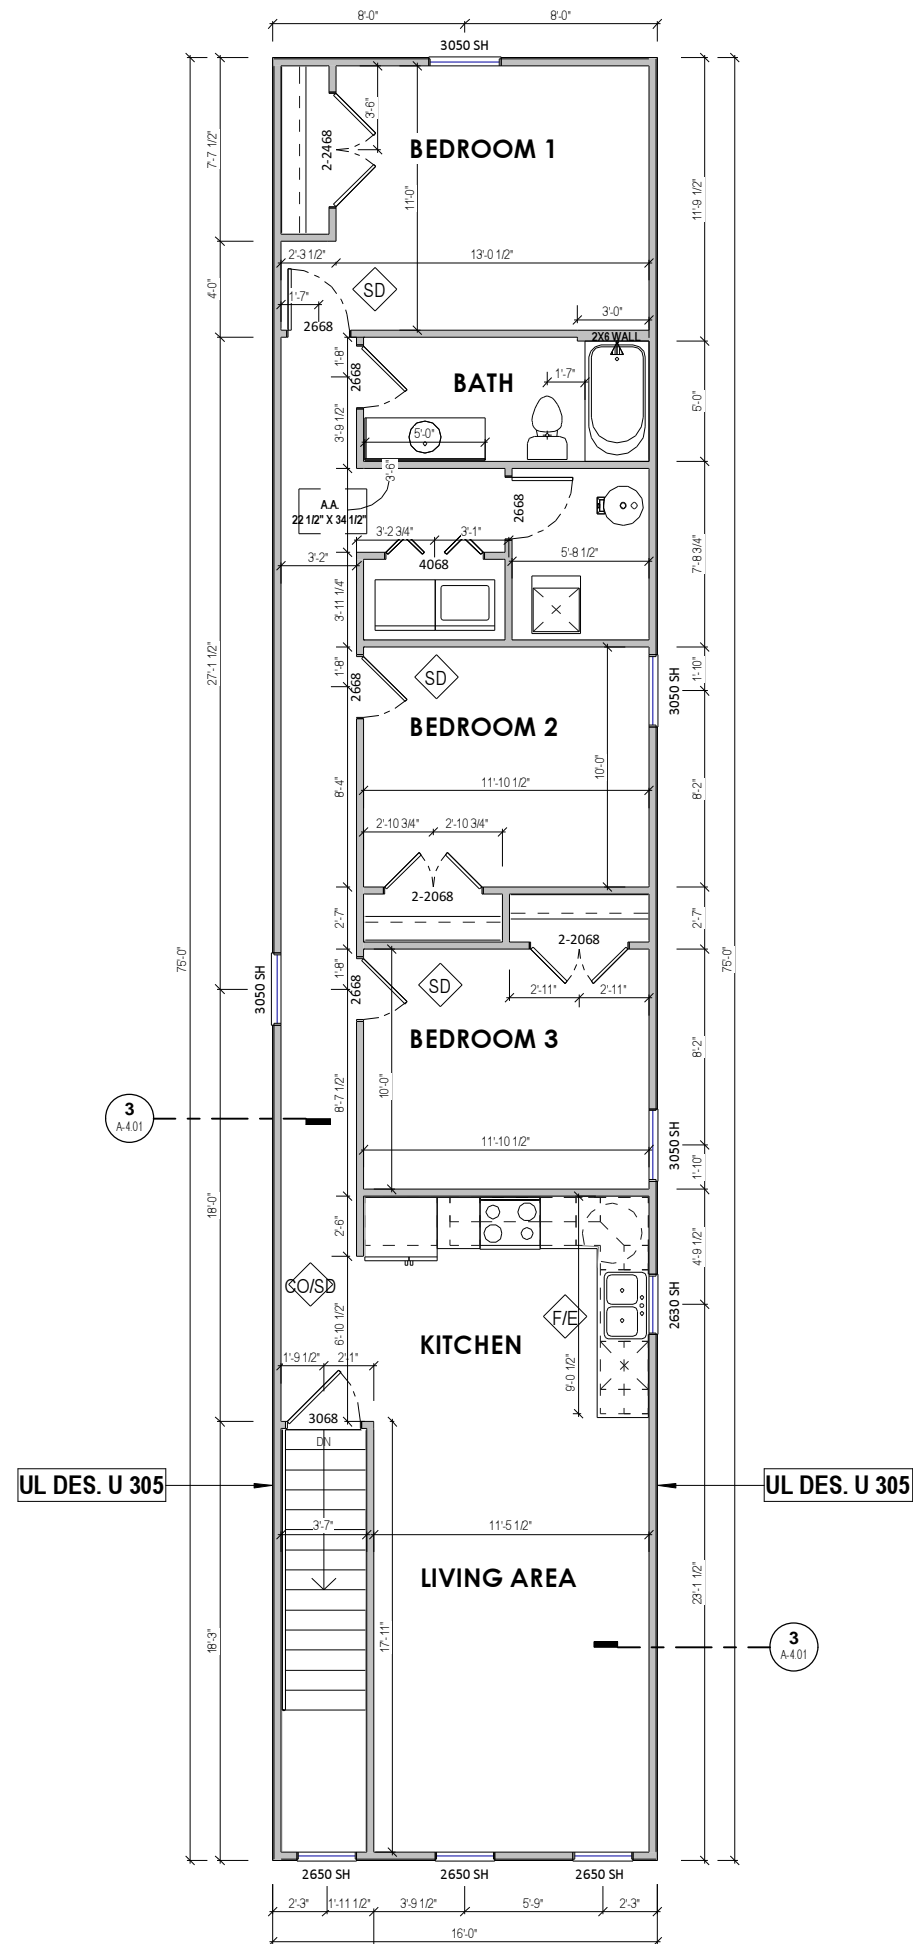 8'-0" 8'-0"
3050 SH
3'-6"
2-2468
BEDROOM 1
7'-7 1/2"
11'-0"
11'-9 1/2"
2'-3 1/2" 13'-0 1/2"
4'-0"
SD
1'-7"
2668
3'-0"
2X6 WALL
1'-8"
2668
BATH
1'-7"
5'-0"
3'-9 1/2"
5'-0"
3'-6"
A.A.
22 1/2" X 34 1/2"
2668
3'-2 3/4" 3'-1"
3'-2"
4068
5'-8 1/2"
7'-8 3/4"
3'-11 1/4"
27'-1 1/2"
1'-8"
2668
SD
3050 SH
1'-10"
BEDROOM 2
10'-0"
8'-4"
11'-10 1/2"
8'-2"
2'-10 3/4" 2'-10 3/4"
2-2068
2'-7"
2-2068
2'-7"
75'-0"
75'-0"
3050 SH
1'-8"
2668
SD
2'-11" 2'-11"
BEDROOM 3
8'-2"
8'-7 1/2"
10'-0"
3
A-4.01
11'-10 1/2"
3050 SH
1'-10"
18'-0"
2'-6"
4'-9 1/2"
CO/SD
F/E
2630 SH
6'-10 1/2"
KITCHEN
1'-9 1/2" 2'-1"
9'-0 1/2"
3068
DN
UL DES. U 305
UL DES. U 305
3'-7" 11'-5 1/2"
LIVING AREA
23'-1 1/2"
18'-3"
17'-11"
3
A-4.01
2650 SH 2650 SH 2650 SH
2'-3" 1'-11 1/2" 3'-9 1/2" 5'-9" 2'-3"
16'-0"